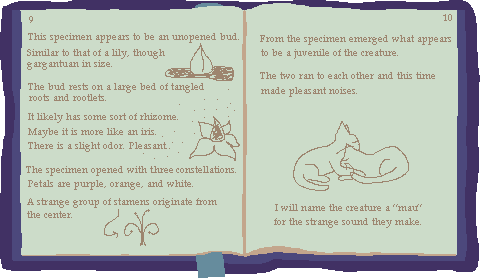 9
This specimen appears to be an unopened bud.
Similar to that of a lily, though
gargantuan in size.
The bud rests on a large bed of tangled
roots and rootlets.
It likely has some sort of rhizome.
Maybe it is more like an iris.
There is a slight odor. Pleasant.
The specimen opened with three constellations.
Petals are purple, orange, and white.
A strange group of stamens originate from
the center.
10
From the specimen emerged what appears
to be a juvenile of the creature.
The two ran to each other and this time
made pleasant noises.
I will name the creature a "mau"
for the strange sound they make.